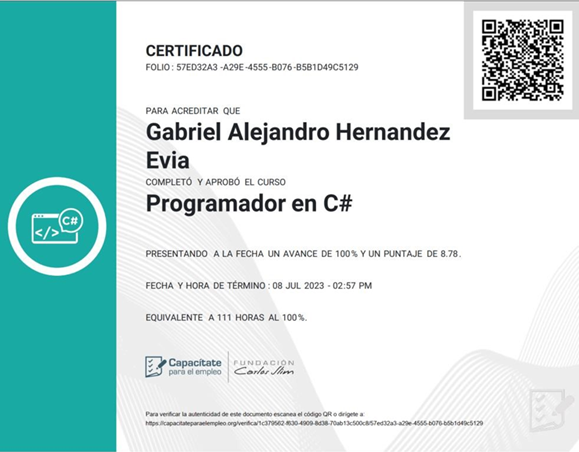 CERTIFICADO
FOLIO : 57ED32A3 -A29E-4555-B076-B5B1D49C5129
PARA ACREDITAR QUE
Gabriel Alejandro Hernandez
Evia
COMPLETÓ Y APROBÓ EL CURSO
Programador en C#
C#
</>
PRESENTANDO A LA FECHA UN AVANCE DE 100% Y UN PUNTAJE DE 8.78.
FECHA Y HORA DE TÉRMINO : 08 JUL 2023 - 02:57 PM
EQUIVALENTE A 111 HORAS AL 100%.
Capacítate
para el empleo
FUNDACIÓN
Carlos Slim
Para verificar la autenticidad de este documento escanea el código QR o dirígete a:
https://capacitateparaelempleo.org/verifica/1c379562-f630-4909-8d38-70ab13c500c8/57ed32a3-a29e-4555-b076-b5b1d49c5129